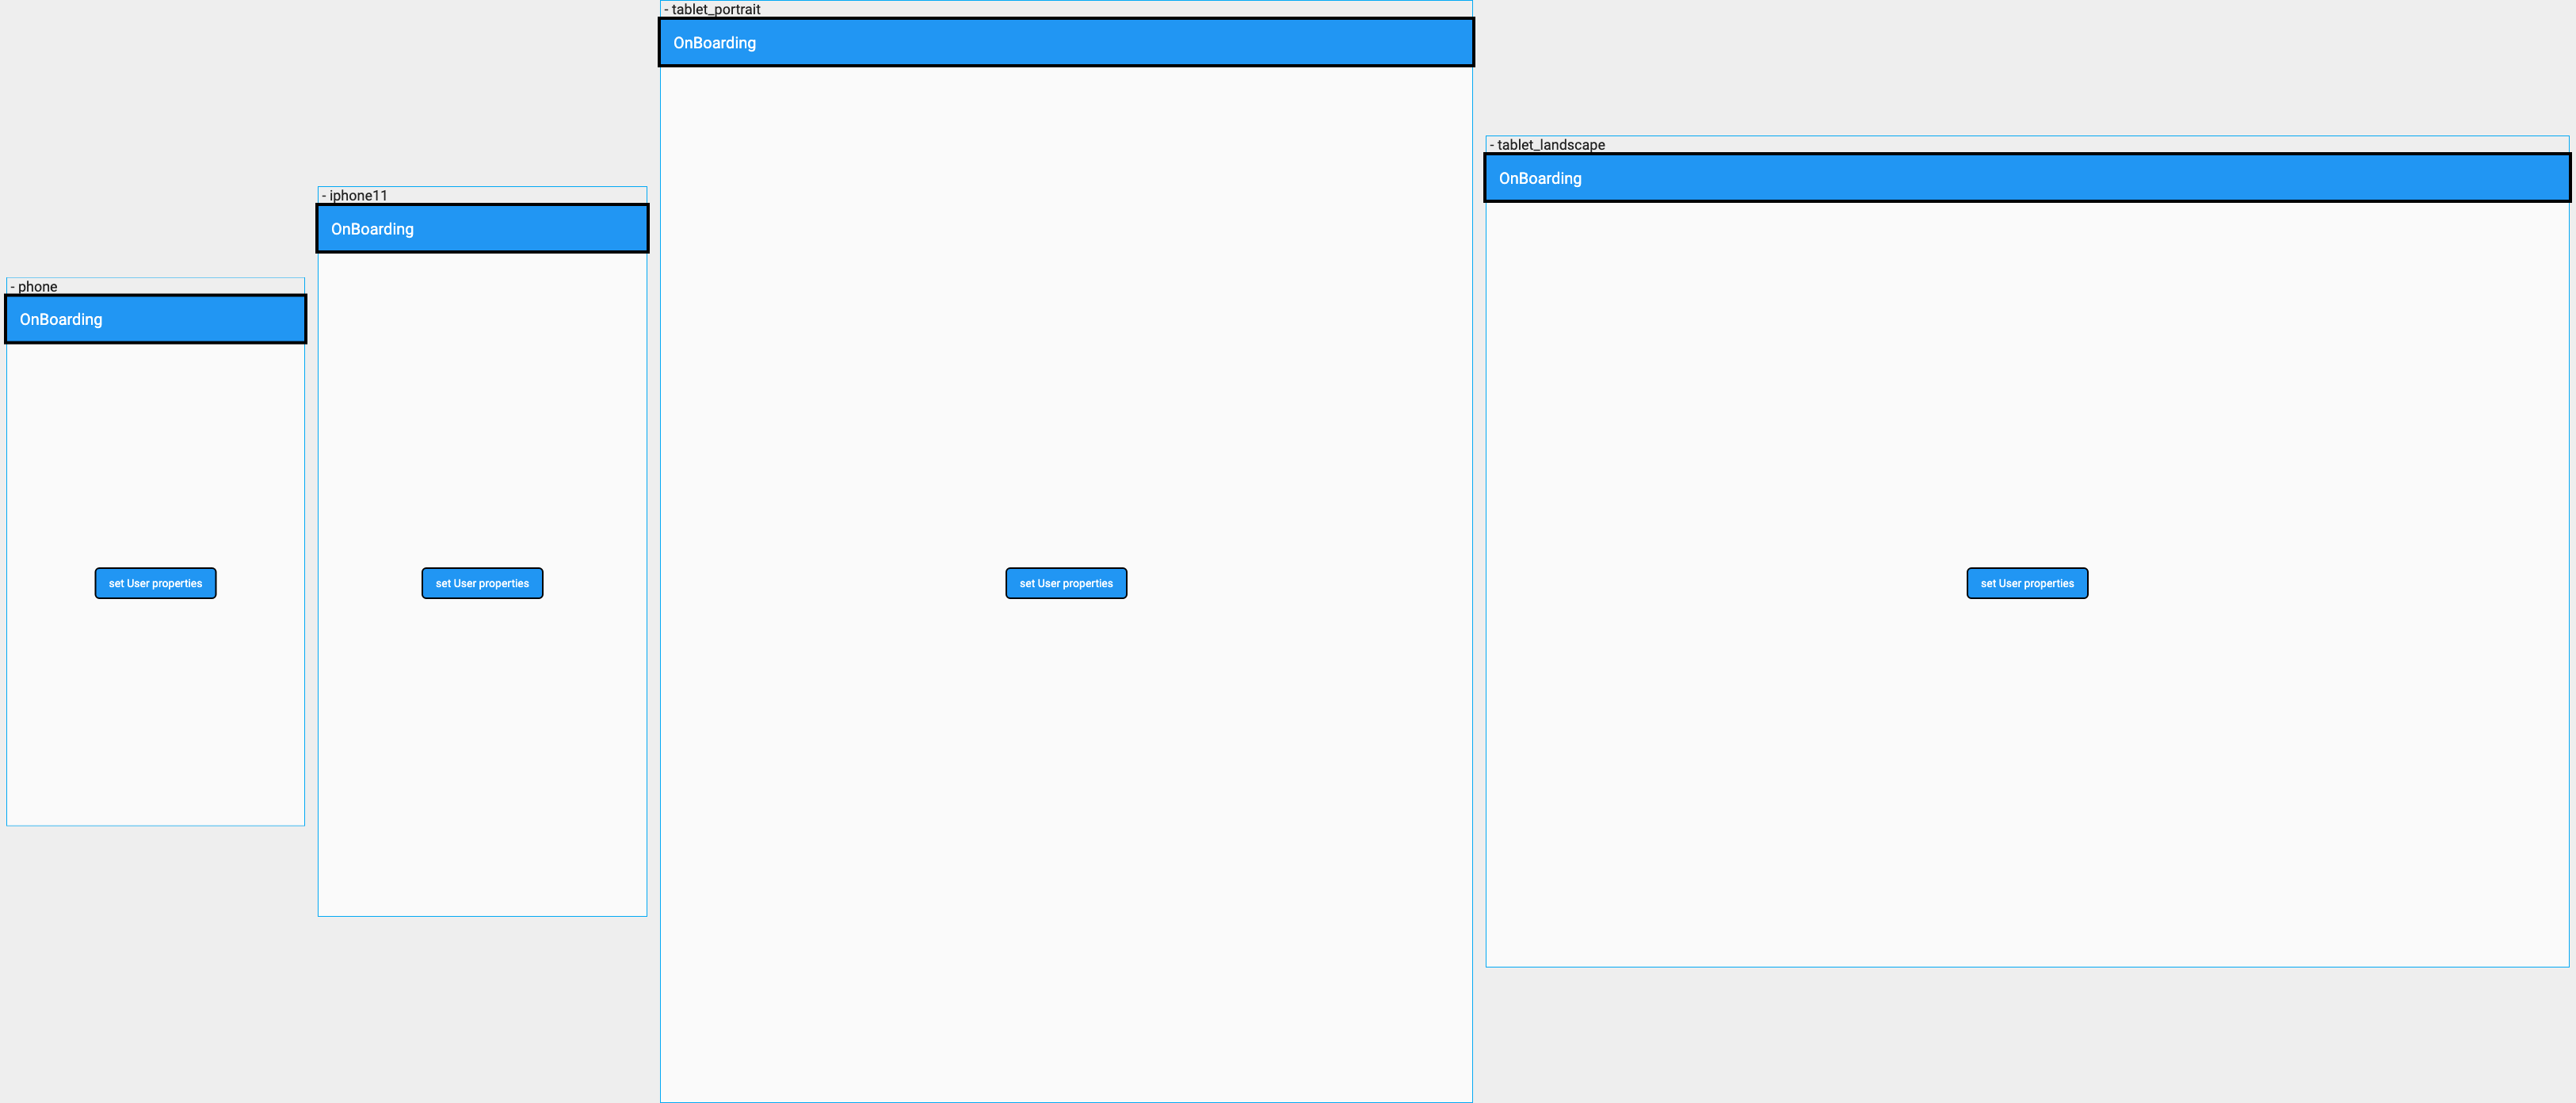 - phone
OnBoarding
set User properties
- iphone11
OnBoarding
set User properties
- tablet_portrait
OnBoarding
set User properties
- tablet_landscape
OnBoarding
set User properties